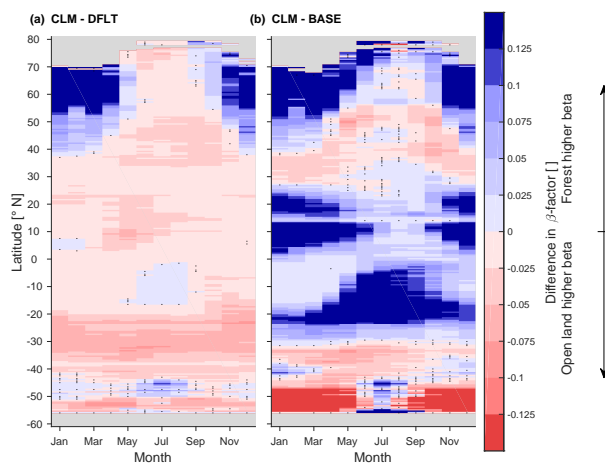 (a) CLM - DFLT
(b) CLM - BASE
80
70
60
50
40
30
20
10
0
-10
-20
-30
-40
-50
-60
Latitude [° N]
Jan Mar May Jul Sep Nov
Month
Jan Mar May Jul Sep Nov
Month
0.125
0.1
0.075
0.05
0.025
0
-0.025
-0.05
-0.075
-0.1
-0.125
Difference in β-factor [ ]
Forest higher beta
Open land higher beta